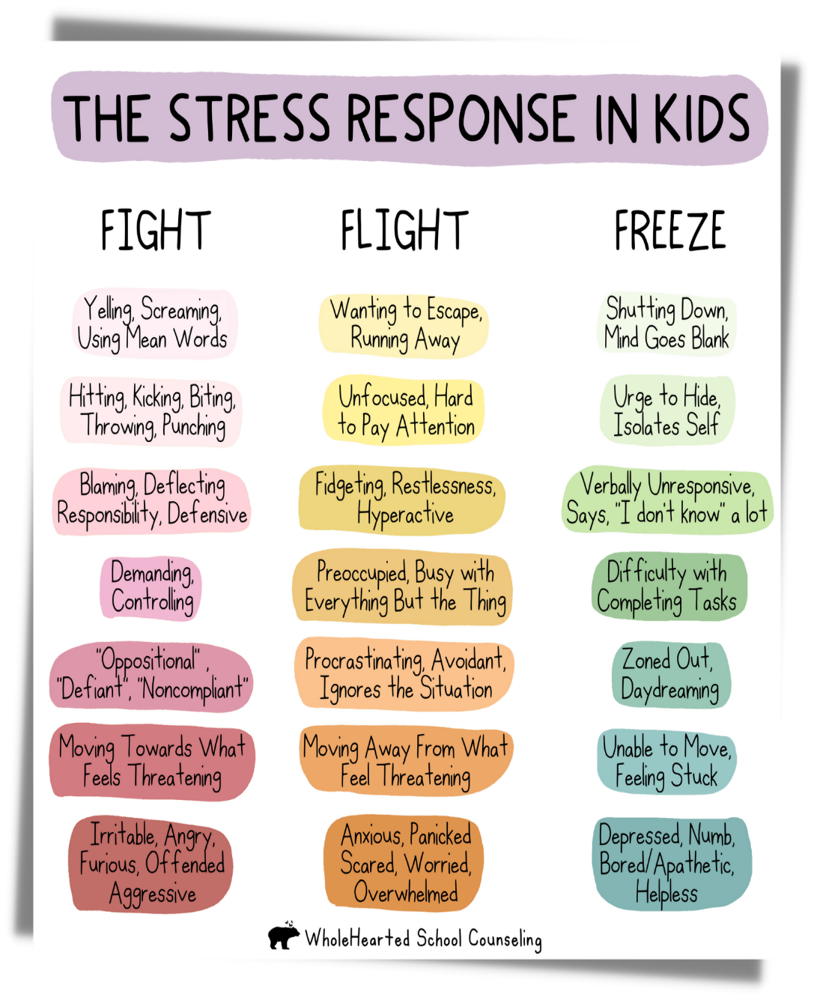 THE STRESS RESPONSE IN KIDS
FIGHT
Yelling, Screaming,
Using Mean Words
Hitting, Kicking, Biting,
Throwing, Punching
Blaming, Deflecting
Responsibility, Defensive
Demanding,
Controlling
"Oppositional" ,
"Defiant", "Noncompliant"
Moving Towards What
Feels Threatening
Irritable, Angry,
Furious, Offended
Aggressive
FLIGHT
Wanting to Escape,
Running Away
Unfocused, Hard
to Pay Attention
Fidgeting, Restlessness,
Hyperactive
Preoccupied, Busy with
Everything But the Thing
Procrastinating, Avoidant,
Ignores the Situation
Moving Away From What
Feel Threatening
Anxious, Panicked
Scared, Worried,
Overwhelmed
FREEZE
Shutting Down,
Mind Goes Blank
Urge to Hide,
Isolates Self
Verbally Unresponsive,
Says, "I don't know" a lot
Difficulty with
Completing Tasks
Zoned Out,
Daydreaming
Unable to Move,
Feeling Stuck
Depressed, Numb,
Bored/Apathetic,
Helpless
WholeHearted School Counseling